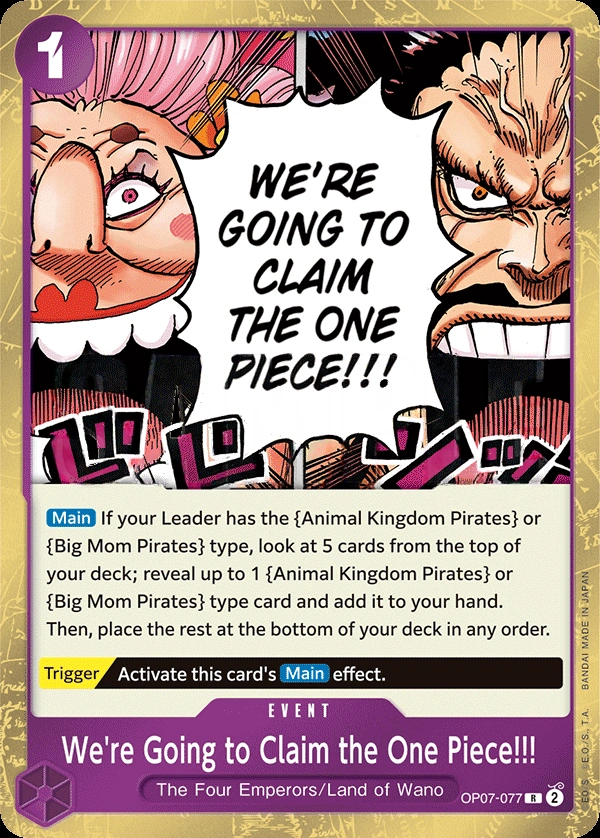 DELICIOUS MEAT
1
WE'RE
GOING TO
CLAIM
THE ONE
PIECE!!!
Main If your Leader has the {Animal Kingdom Pirates} or
{Big Mom Pirates} type, look at 5 cards from the top of
your deck; reveal up to 1 {Animal Kingdom Pirates} or
{Big Mom Pirates} type card and add it to your hand.
Then, place the rest at the bottom of your deck in any order.
Trigger Activate this card's Main effect.
EVENT
We're Going to Claim the One Piece!!!
The Four Emperors/Land of Wano
OP07-077 R 2
©E.O./S., T.A. BANDAI MADE IN JAPAN